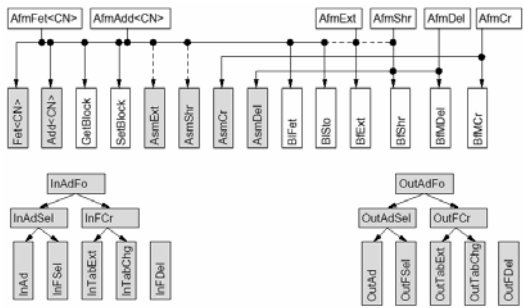 AfmFet<CN>
AfmAdd<CN>
AfmExt
AfmShr
AfmDel
AfmCr
Fet<CN>
Add<CN>
GetBlock
SetBlock
AsmExt
AsmShr
AsmCr
AsmDel
BlFet
BlSto
BfExt
BfShr
BfMDel
BfMCr
InAdFo
OutAdFo
InAdSel
InFCr
OutAdSel
OutFCr
InAd
InFSel
InTabExt
InTabChg
InFDel
OutAd
OutFSel
OutTabExt
OutTabChg
OutFDel